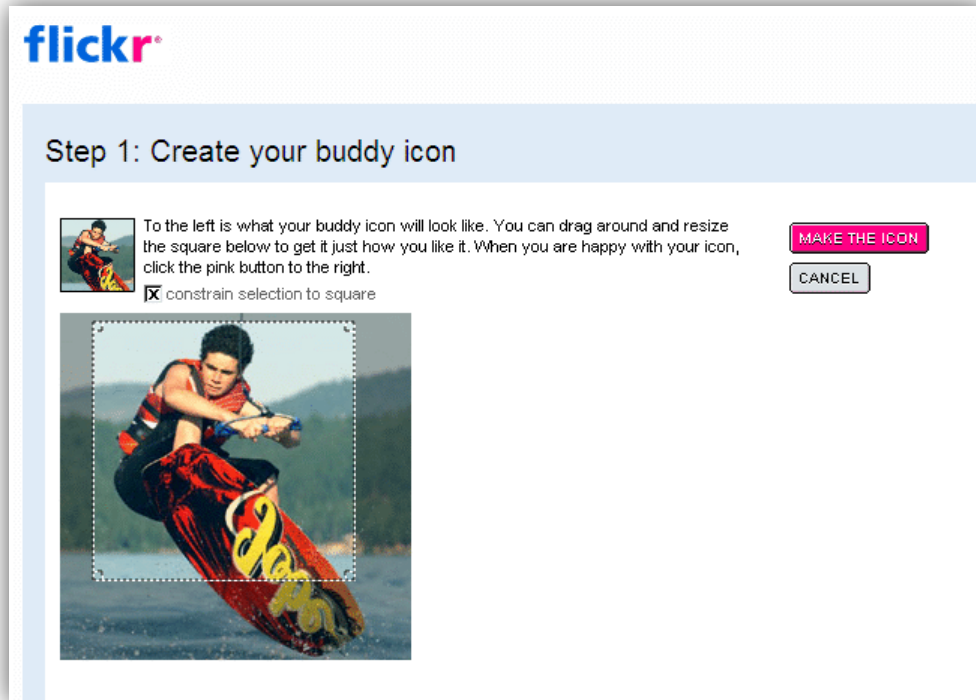 flickr
Step 1: Create your buddy icon
To the left is what your buddy icon will look like. You can drag around and resize
the square below to get it just how you like it. When you are happy with your icon,
click the pink button to the right.
constrain selection to square
MAKE THE ICON
CANCEL